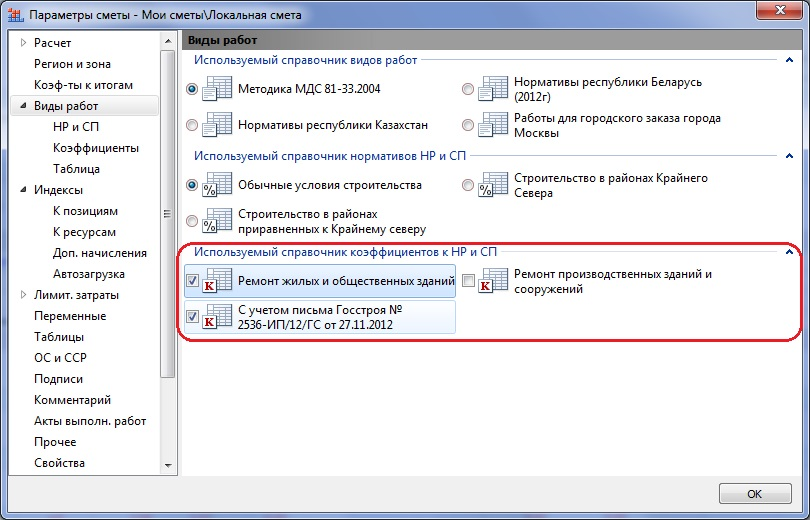 Параметры сметы - Мои сметы\Локальная смета
Расчет
Регион и зона
Коэф-ты к итогам
Виды работ
НР и СП
Коэффициенты
Таблица
Индексы
К позициям
К ресурсам
Доп. начисления
Автозагрузка
Лимит. затраты
Переменные
Таблицы
ОС и ССР
Подписи
Комментарий
Акты выполн. работ
Прочее
Свойства
Виды работ
Используемый справочник видов работ
Методика МДС 81-33.2004
Нормативы республики Беларусь
(2012г)
Нормативы республики Казахстан
Работы для городского заказа города
Москвы
Используемый справочник нормативов НР и СП
Обычные условия строительства
Строительство в районах Крайнего
Севера
Строительство в районах
приравненных к Крайнему северу
Используемый справочник коэффициентов к НР и СП
Ремонт жилых и общественных зданий
Ремонт производственных зданий и
сооружений
С учетом письма Госстроя №
2536-ИП/12/ГС от 27.11.2012
OK